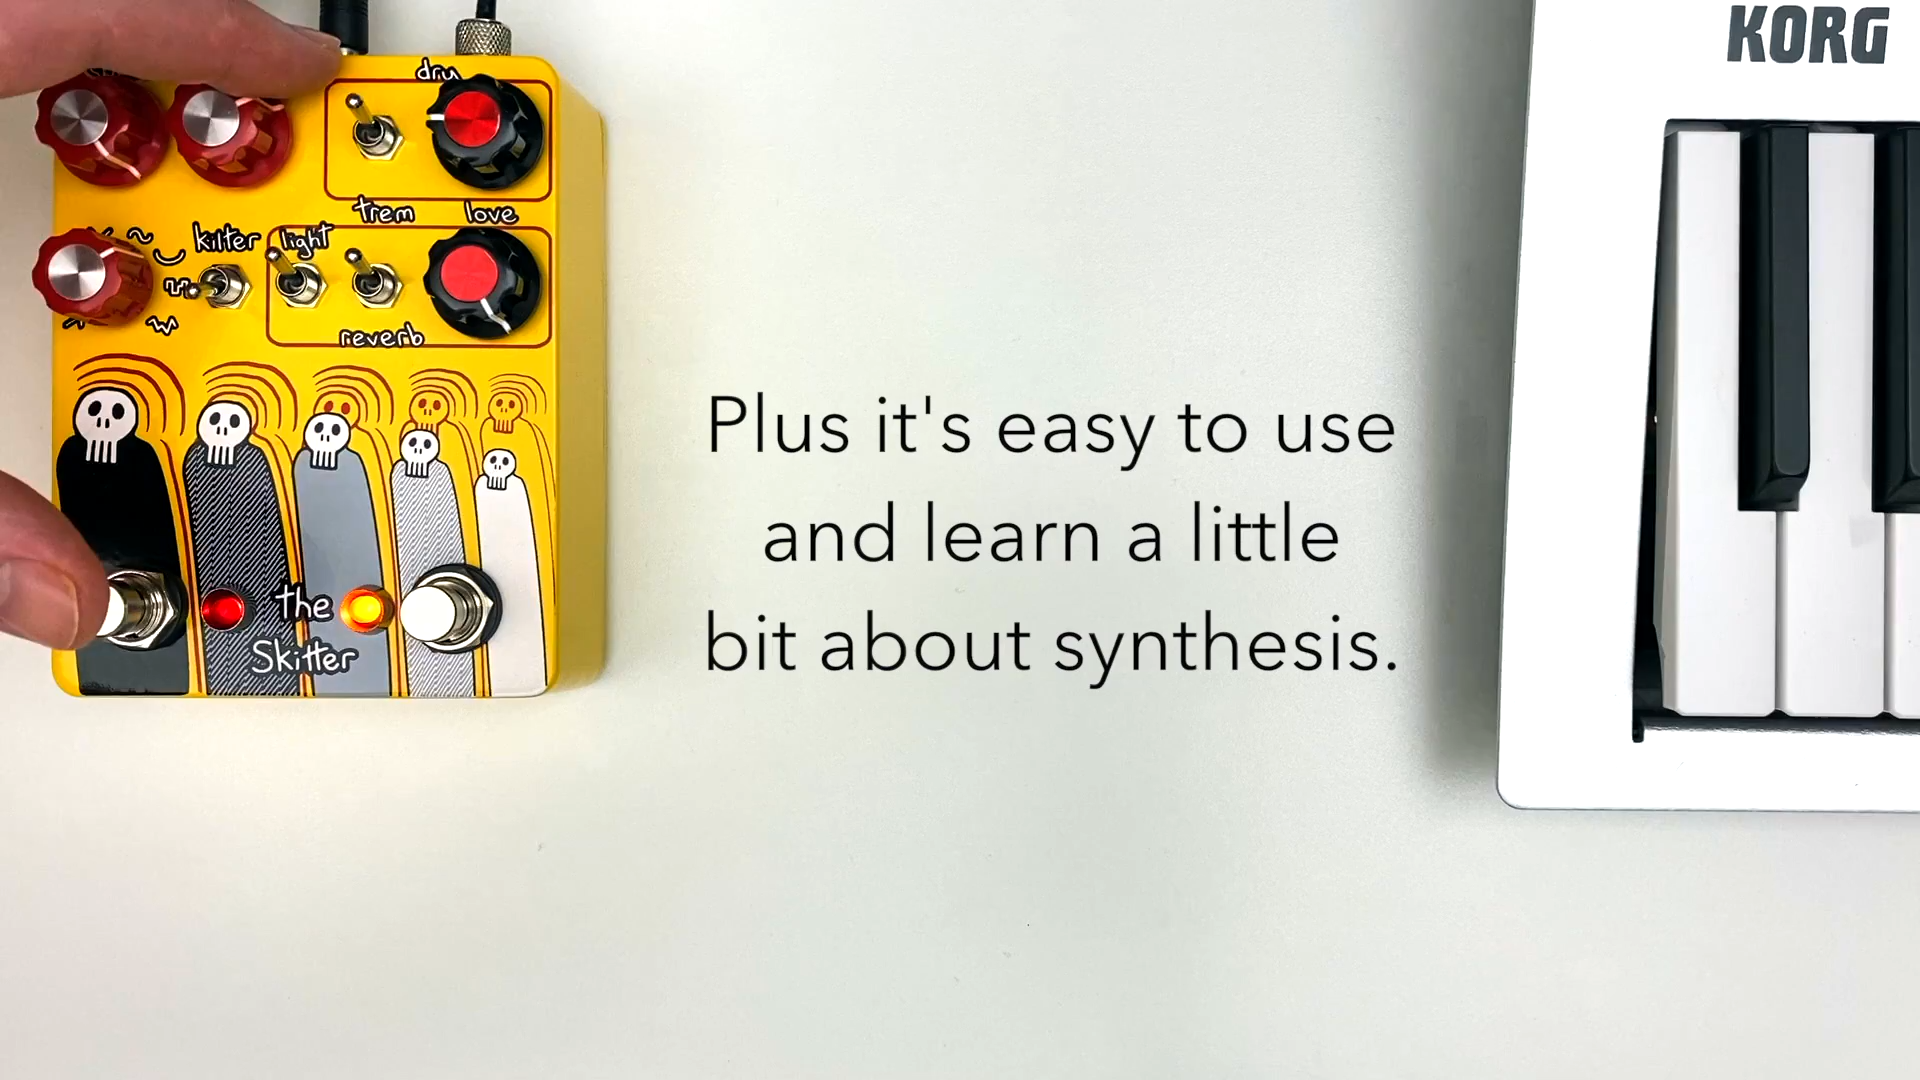 KORG
dry
trem love
kilter light
reverb
Plus it's easy to use
and learn a little
bit about synthesis.
the
Skitter